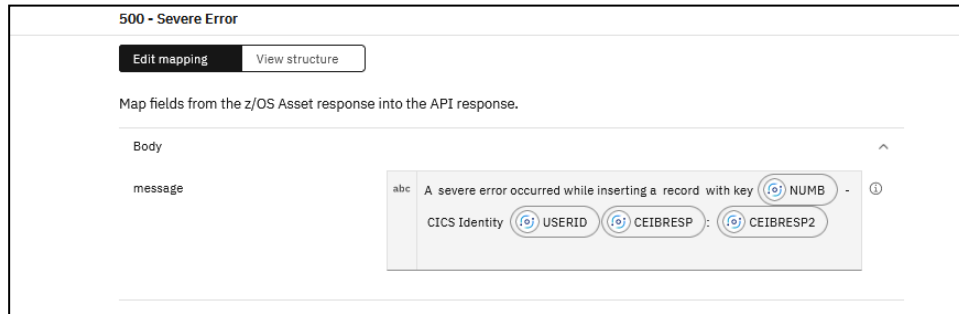 500 - Severe Error
Edit mapping View structure
Map fields from the z/OS Asset response into the API response.
Body
message abc A severe error occurred while inserting a record with key NUMB -
CICS Identity USERID CEIBRESP : CEIBRESP2